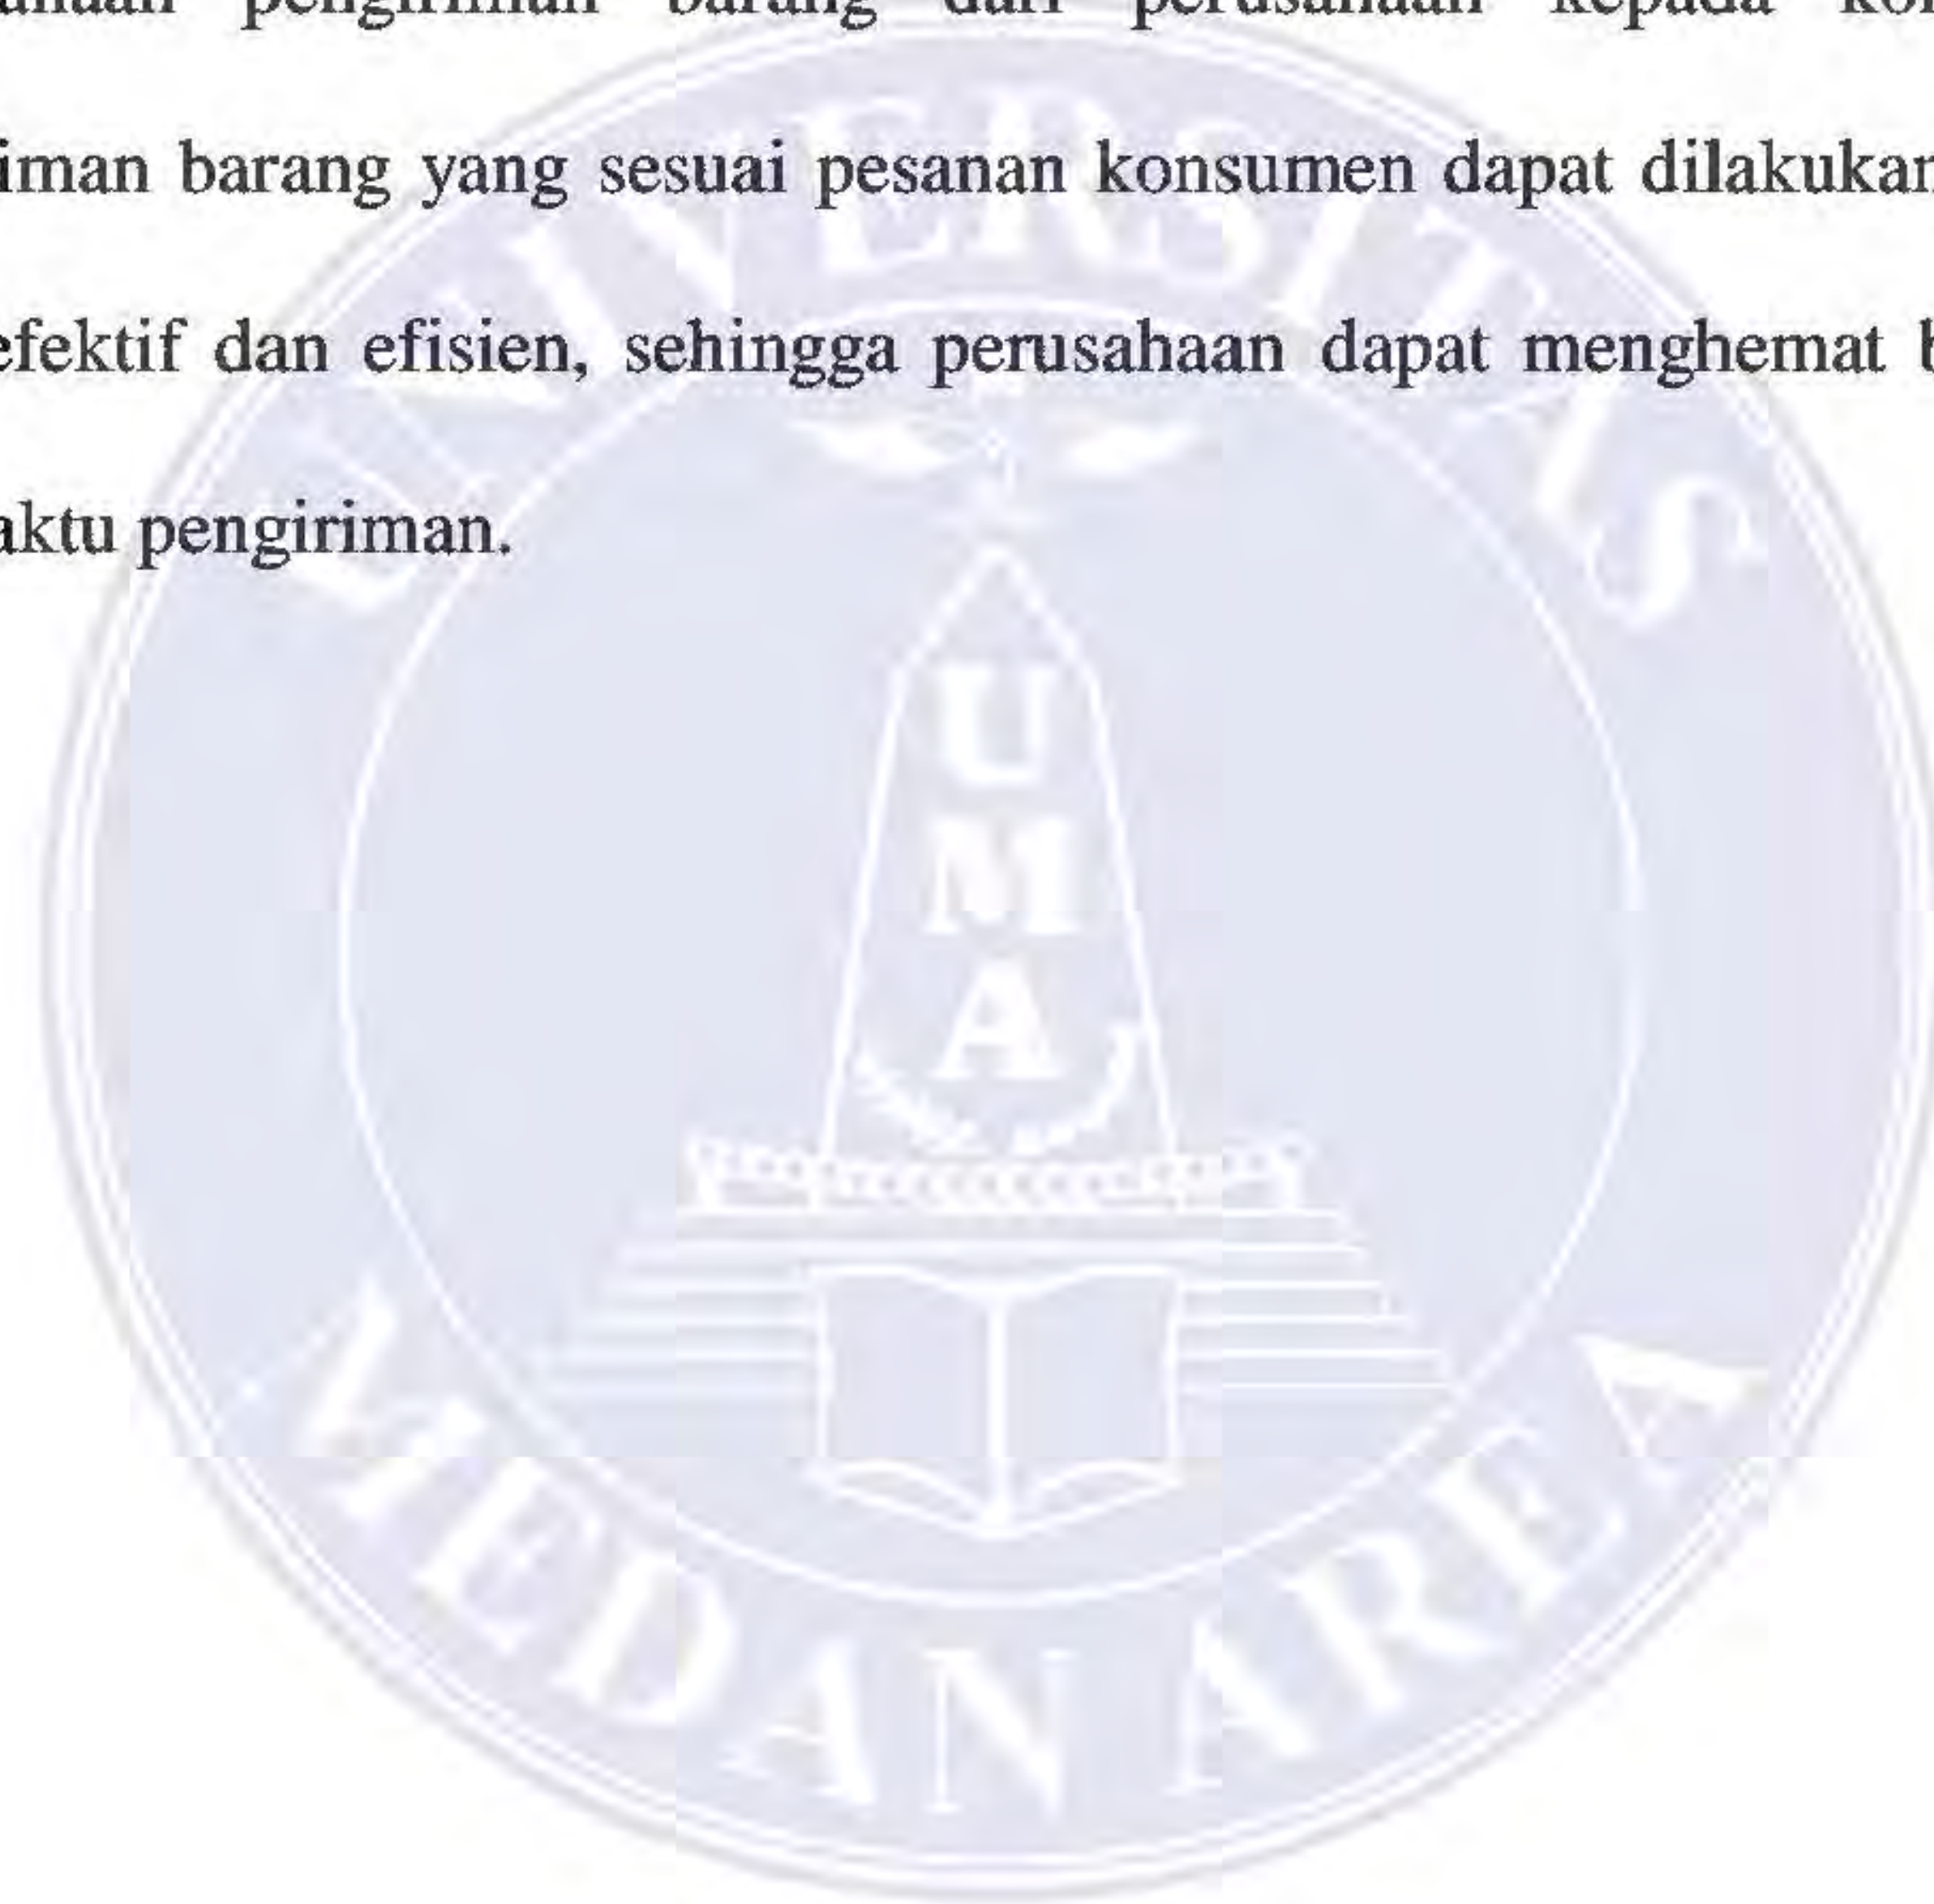 pengiriman barang dari perusahaan kepada
iman barang yang sesuai pesanan konsumen dapat dilakukan
efektif dan efisien, sehingga perusahaan dapat menghemat b
aktu pengiriman.
UNIVERSITAS
U
M
A
MEDAN AREA